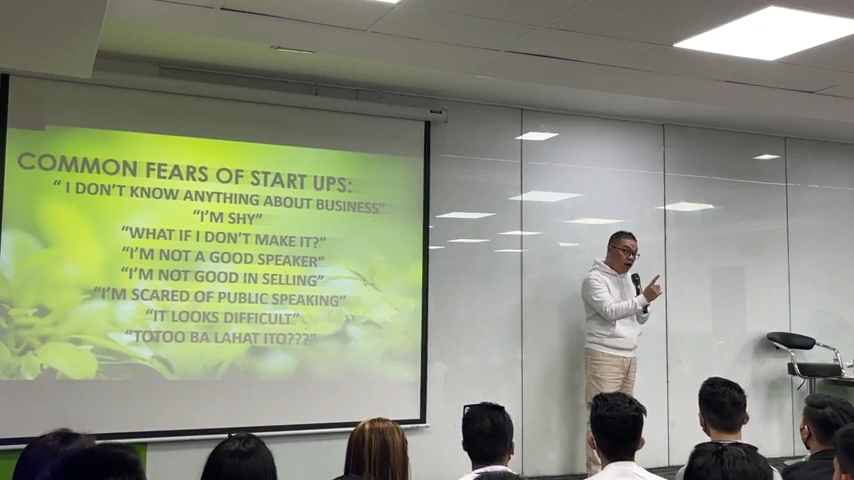 COMMON FEARS OF START UPS:
“ I DON’T KNOW ANYTHING ABOUT BUSINESS”
“I’M SHY”
“WHAT IF I DON’T MAKE IT?”
“I’M NOT A GOOD SPEAKER”
“I’M NOT GOOD IN SELLING”
“I’M SCARED OF PUBLIC SPEAKING”
“IT LOOKS DIFFICULT”
“TOTOO BA LAHAT ITO???”